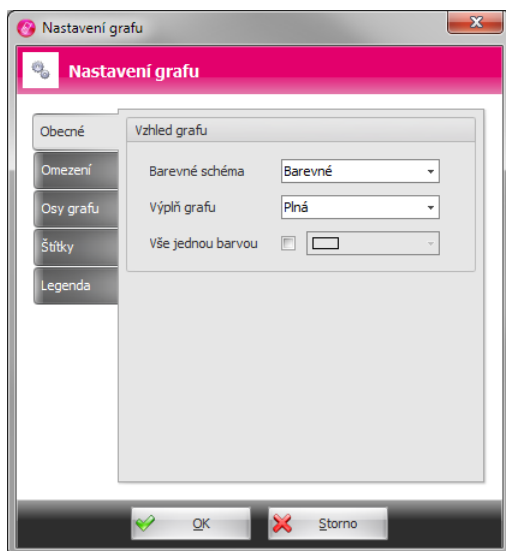 Nastavení grafu
Nastavení grafu
Obecné
Omezení
Osy grafu
Štítky
Legenda
Vzhled grafu
Barevné schéma Barevné
Výplň grafu Plná
Vše jednou barvou
OK Storno